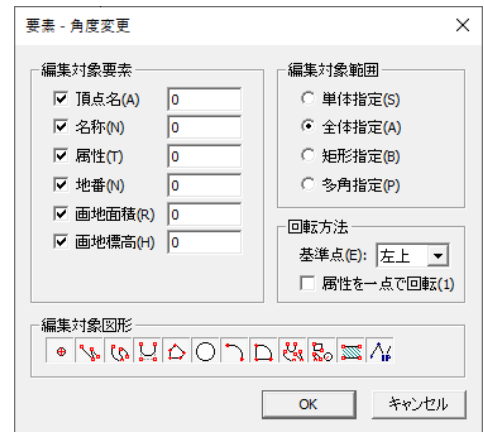 要素 - 角度変更
編集対象要素
頂点名(A) 0
名称(N) 0
属性(T) 0
地番(N) 0
画地面積(R) 0
画地標高(H) 0
編集対象範囲
単体指定(S)
全体指定(A)
矩形指定(B)
多角指定(P)
回転方法
基準点(E): 左上
属性を一点で回転(1)
編集対象図形
IP
OK キャンセル